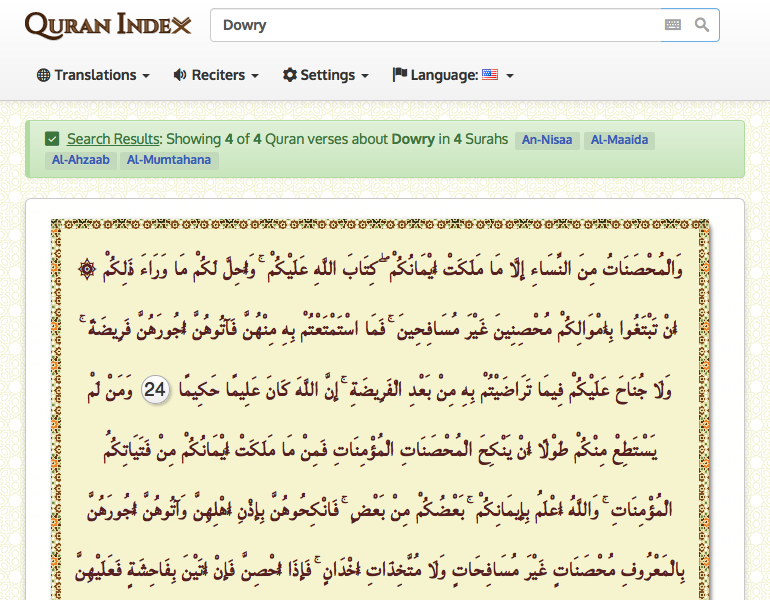 QURAN INDEX
Dowry
Translations Reciters Settings Language:
Search Results: Showing 4 of 4 Quran verses about Dowry in 4 Surahs An-Nisaa Al-Maaida
Al-Ahzaab Al-Mumtahana
وَالْمُحْصَنَاتُ مِنَ النِّسَاءِ إِلَّا مَا مَلَكَتْ أَيْمَانُكُمْ ۖ كِتَابَ اللَّهِ عَلَيْكُمْ ۚ وَأُحِلَّ لَكُمْ مَا وَرَاءَ ذَٰلِكُمْ ۞
أَنْ تَبْتَغُوا بِأَمْوَالِكُمْ مُحْصِنِينَ غَيْرَ مُسَافِحِينَ ۚ فَمَا اسْتَمْتَعْتُمْ بِهِ مِنْهُنَّ فَآتُوهُنَّ أُجُورَهُنَّ فَرِيضَةً ۚ
وَلَا جُنَاحَ عَلَيْكُمْ فِيمَا تَرَاضَيْتُمْ بِهِ مِنْ بَعْدِ الْفَرِيضَةِ ۚ إِنَّ اللَّهَ كَانَ عَلِيمًا حَكِيمًا 24 وَمَنْ لَمْ
يَسْتَطِعْ مِنْكُمْ طَوْلًا أَنْ يَنْكِحَ الْمُحْصَنَاتِ الْمُؤْمِنَاتِ فَمِنْ مَا مَلَكَتْ أَيْمَانُكُمْ مِنْ فَتَيَاتِكُمُ
الْمُؤْمِنَاتِ ۚ وَاللَّهُ أَعْلَمُ بِإِيمَانِكُمْ ۚ بَعْضُكُمْ مِنْ بَعْضٍ ۚ فَانْكِحُوهُنَّ بِإِذْنِ أَهْلِهِنَّ وَآتُوهُنَّ أُجُورَهُنَّ
بِالْمَعْرُوفِ مُحْصَنَاتٍ غَيْرَ مُسَافِحَاتٍ وَلَا مُتَّخِذَاتِ أَخْدَانٍ ۚ فَإِذَا أُحْصِنَّ فَإِنْ أَتَيْنَ بِفَاحِشَةٍ فَعَلَيْهِنَّ